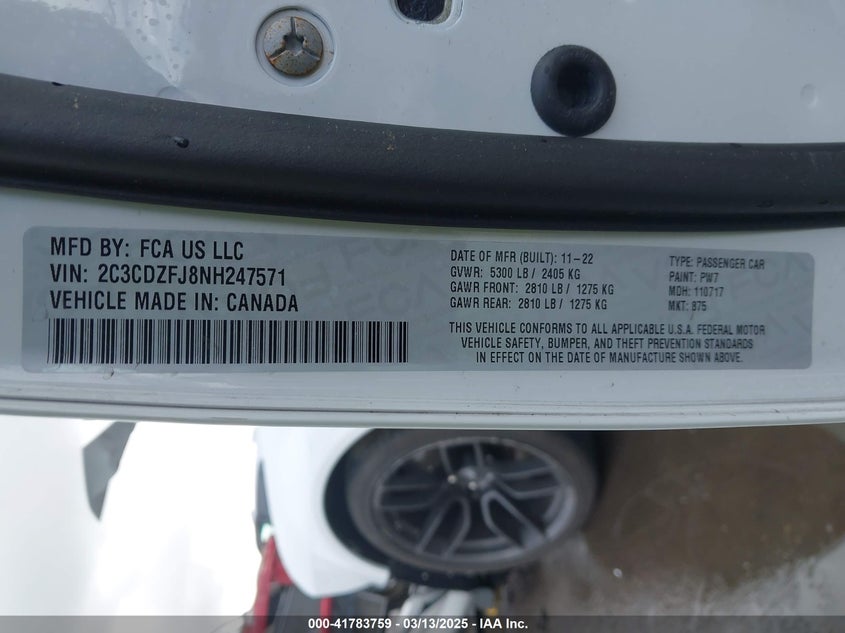 MFD BY: FCA US LLC
VIN: 2C3CDZFJ8NH247571
VEHICLE MADE IN: CANADA
DATE OF MFR (BUILT): 11-22
GVWR: 5300 LB / 2405 KG
GAWR FRONT: 2810 LB / 1275 KG
GAWR REAR: 2810 LB / 1275 KG
TYPE: PASSENGER CAR
PAINT: PW7
MDH: 110717
MKT: 875
THIS VEHICLE CONFORMS TO ALL APPLICABLE U.S.A. FEDERAL MOTOR
VEHICLE SAFETY, BUMPER, AND THEFT PREVENTION STANDARDS
IN EFFECT ON THE DATE OF MANUFACTURE SHOWN ABOVE.
000-41783759 - 03/13/2025 - IAA Inc.